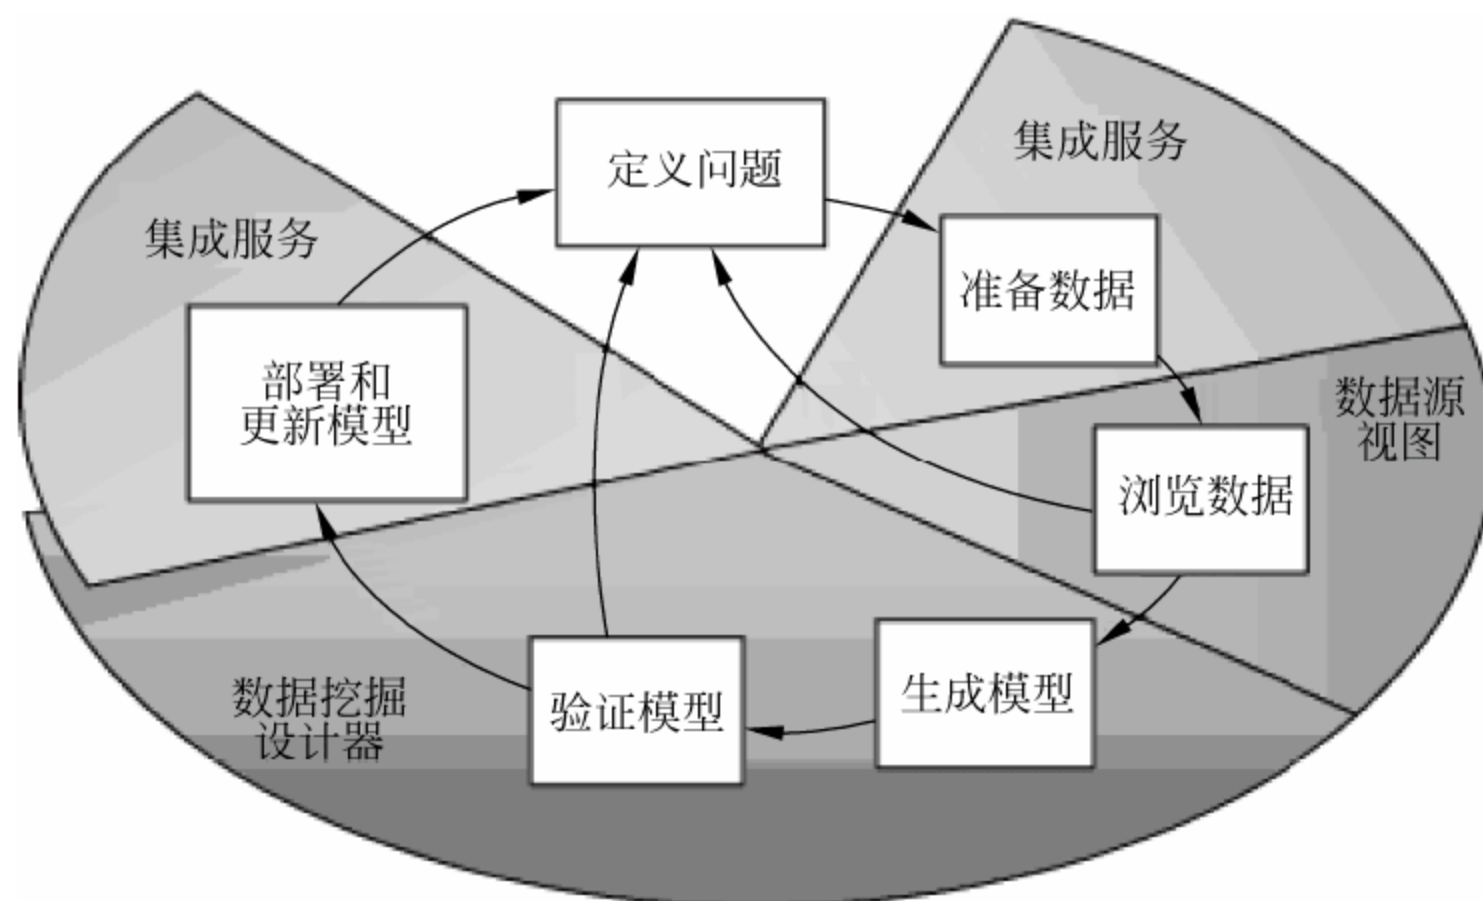 定义问题
集成服务
准备数据
数据源
视图
浏览数据
生成模型
验证模型
数据挖掘
设计器
部署和
更新模型
集成服务